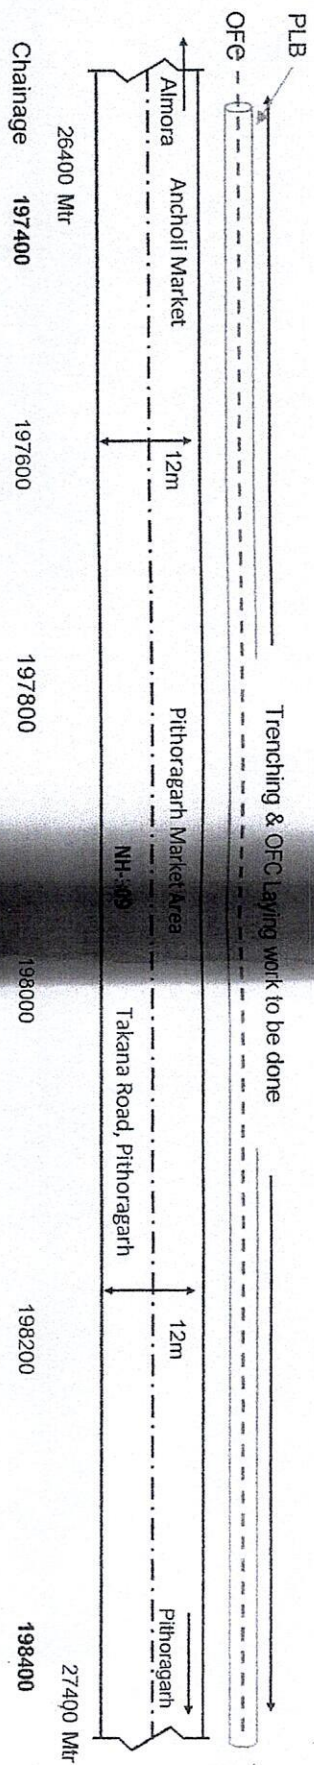 PLB
OFC
Trenching & OFC Laying work to be done
Almora
Ancholi Market
12m
Pithoragarh Market Area
Takana Road, Pithoragarh
12m
Pithoragarh
26400 Mtr
27400 Mtr
Chainage 197400 197600 197800 198000 198200 198400